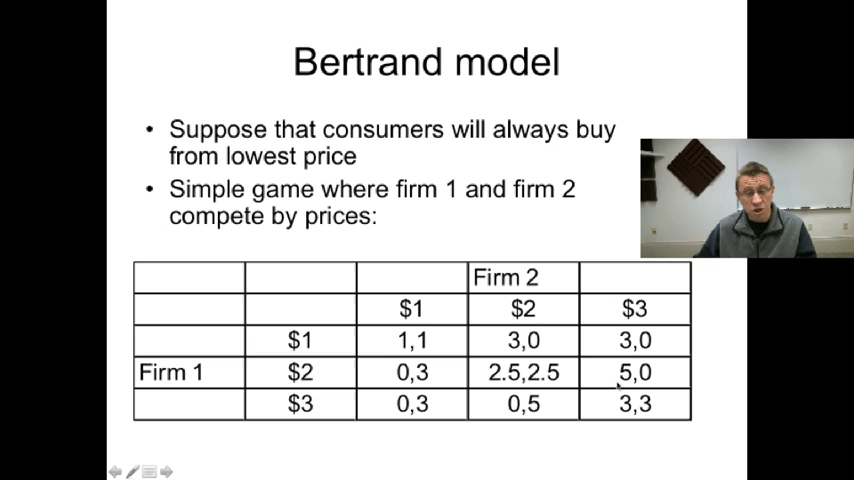 Bertrand model
• Suppose that consumers will always buy
from lowest price
• Simple game where firm 1 and firm 2
compete by prices:
Firm 2
$1 $2 $3
$1 1,1 3,0 3,0
Firm 1 $2 0,3 2.5,2.5 5,0
$3 0,3 0,5 3,3